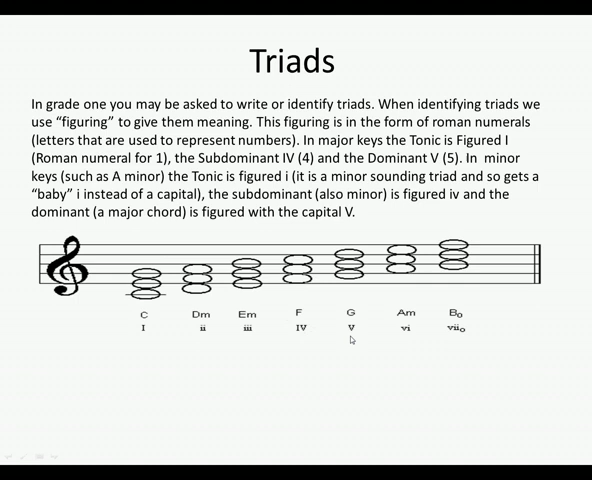 Triads
In grade one you may be asked to write or identify triads. When identifying triads we
use “figuring” to give them meaning. This figuring is in the form of roman numerals
(letters that are used to represent numbers). In major keys the Tonic is Figured I
(Roman numeral for 1), the Subdominant IV (4) and the Dominant V (5). In  minor
keys (such as A minor) the Tonic is figured i (it is a minor sounding triad and so gets a
“baby” i instead of a capital), the subdominant (also minor) is figured iv and the
dominant (a major chord) is figured with the capital V.
C Dm Em F G Am Bo
I ii iii IV V vi viio